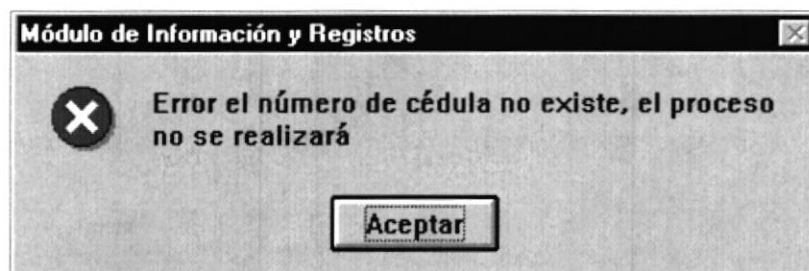 Módulo de Información y Registros
Error el número de cédula no existe, el proceso
no se realizará
Aceptar